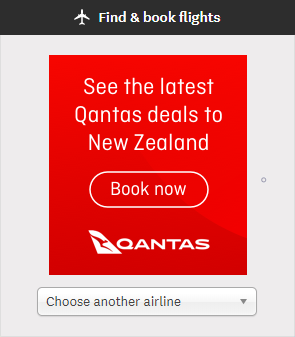 Find & book flights
See the latest
Qantas deals to
New Zealand
Book now
QANTAS
Choose another airline